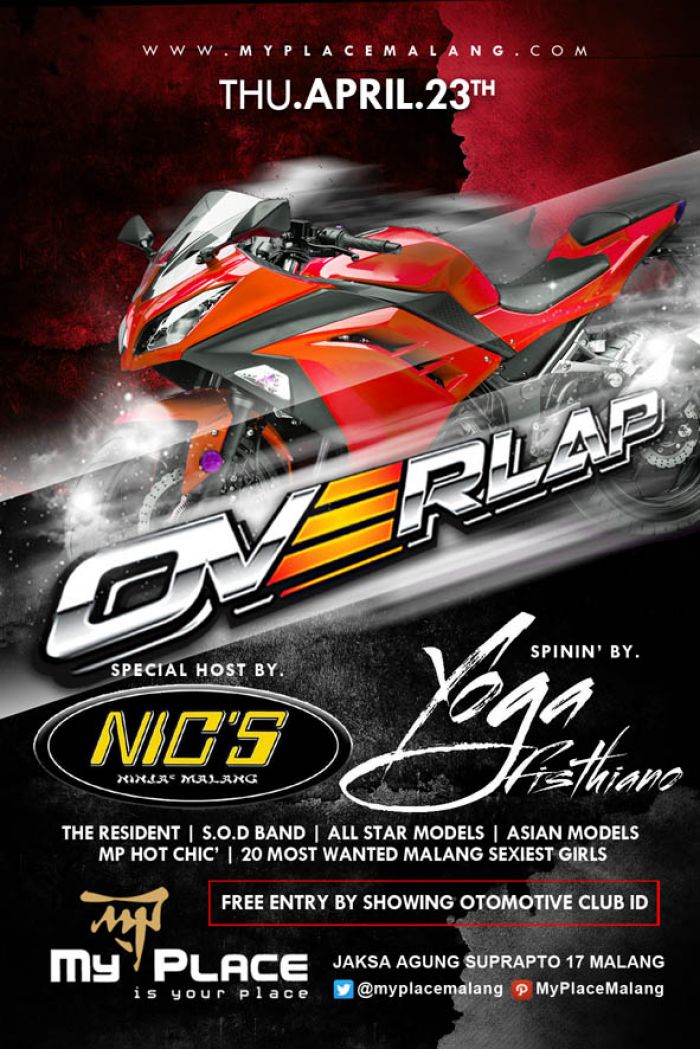 WWW.MYPLACEMALANG.COM
THU.APRIL.23TH
OVERLAP
SPECIAL HOST BY.
NIC'S
NINJA² MALANG
SPININ' BY.
Yoga
Fristhiano
THE RESIDENT | S.O.D BAND | ALL STAR MODELS | ASIAN MODELS
MP HOT CHIC' | 20 MOST WANTED MALANG SEXIEST GIRLS
FREE ENTRY BY SHOWING OTOMOTIVE CLUB ID
MP
MY PLACE
is your place
JAKSA AGUNG SUPRAPTO 17 MALANG
@myplacemalang MyPlaceMalang